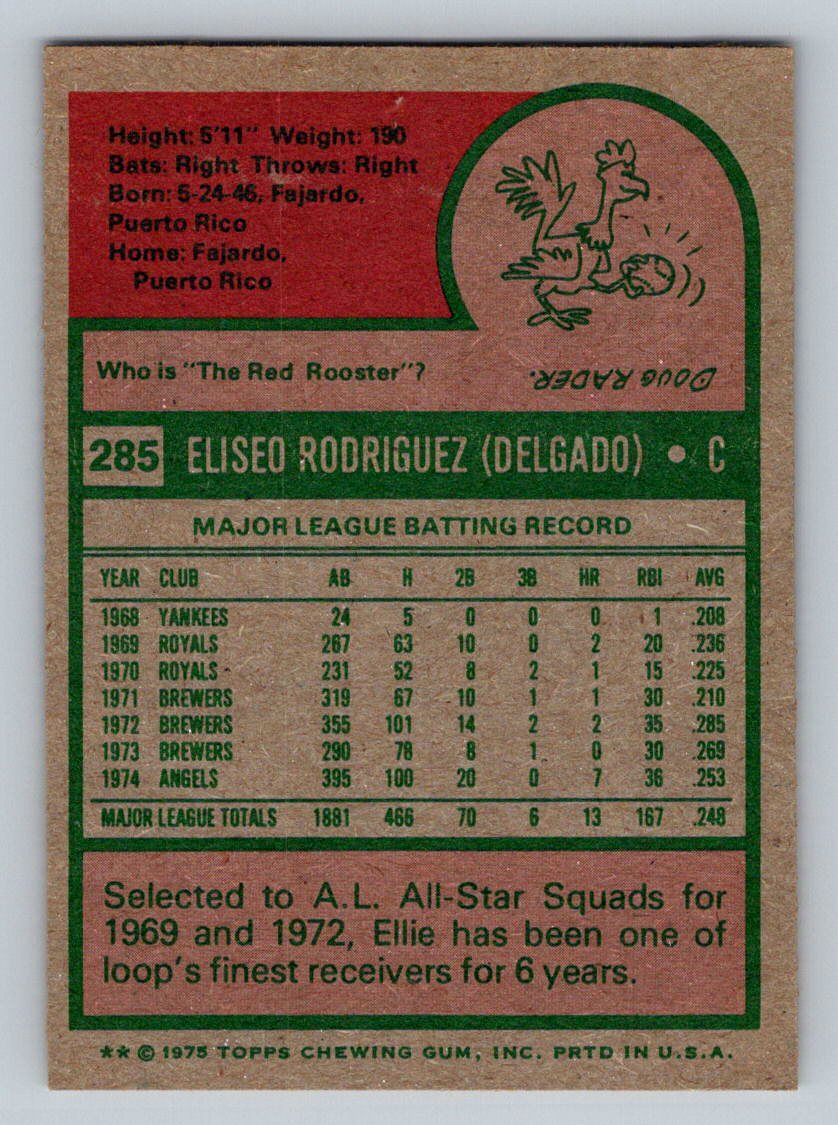 Height: 5'11" Weight: 190
Bats: Right Throws: Right
Born: 5-24-46, Fajardo,
Puerto Rico
Home: Fajardo,
Puerto Rico
Who is "The Red Rooster"?
DOUG RADER.
285 ELISEO RODRIGUEZ (DELGADO) • C
MAJOR LEAGUE BATTING RECORD
YEAR CLUB AB H 2B 3B HR RBI AVG
1968 YANKEES 24 5 0 0 0 1 .208
1969 ROYALS 267 63 10 0 2 20 .236
1970 ROYALS 231 52 8 2 1 15 .225
1971 BREWERS 319 67 10 1 1 30 .210
1972 BREWERS 355 101 14 2 2 35 .285
1973 BREWERS 290 78 8 1 0 30 .269
1974 ANGELS 395 100 20 0 7 36 .253
MAJOR LEAGUE TOTALS 1881 466 70 6 13 167 .248
Selected to A.L. All-Star Squads for
1969 and 1972, Ellie has been one of
loop's finest receivers for 6 years.
** © 1975 TOPPS CHEWING GUM, INC. PRTD IN U.S.A.